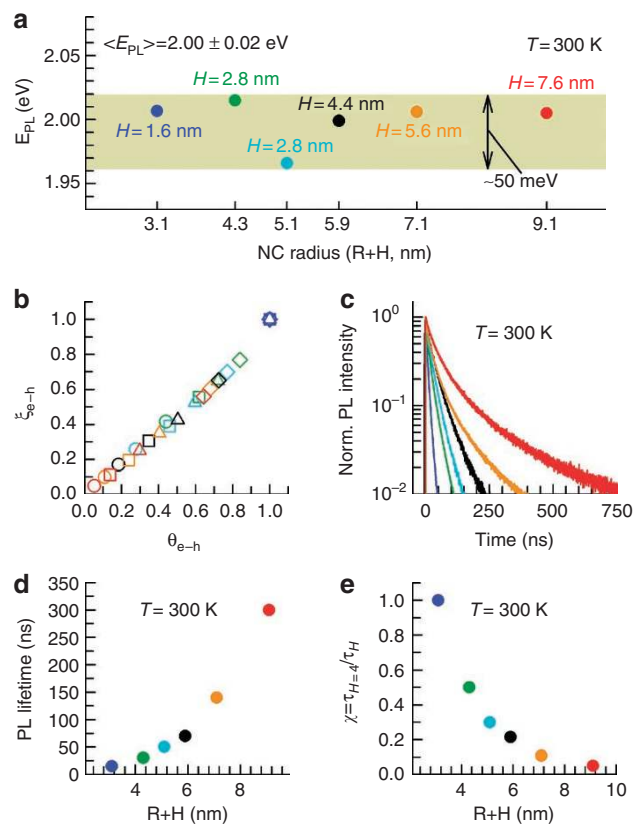 a
<E_PL>=2.00 ± 0.02 eV
T=300 K
H=2.8 nm
H=7.6 nm
H=4.4 nm
H=1.6 nm
H=5.6 nm
H=2.8 nm
~50 meV
2.05
2.00
1.95
E_PL (eV)
3.1 4.3 5.1 5.9 7.1 9.1
NC radius (R+H, nm)
b
1.0
0.8
0.6
0.4
0.2
0.0
ξ_e–h
0.0 0.2 0.4 0.6 0.8 1.0
θ_e–h
c
T=300 K
10^0
10^−1
10^−2
Norm. PL intensity
0 250 500 750
Time (ns)
d
T=300 K
350
300
250
200
150
100
50
0
PL lifetime (ns)
4 6 8
R+H (nm)
e
T=300 K
1.0
0.8
0.6
0.4
0.2
0.0
χ=τ_H=4/τ_H
4 6 8 10
R+H (nm)